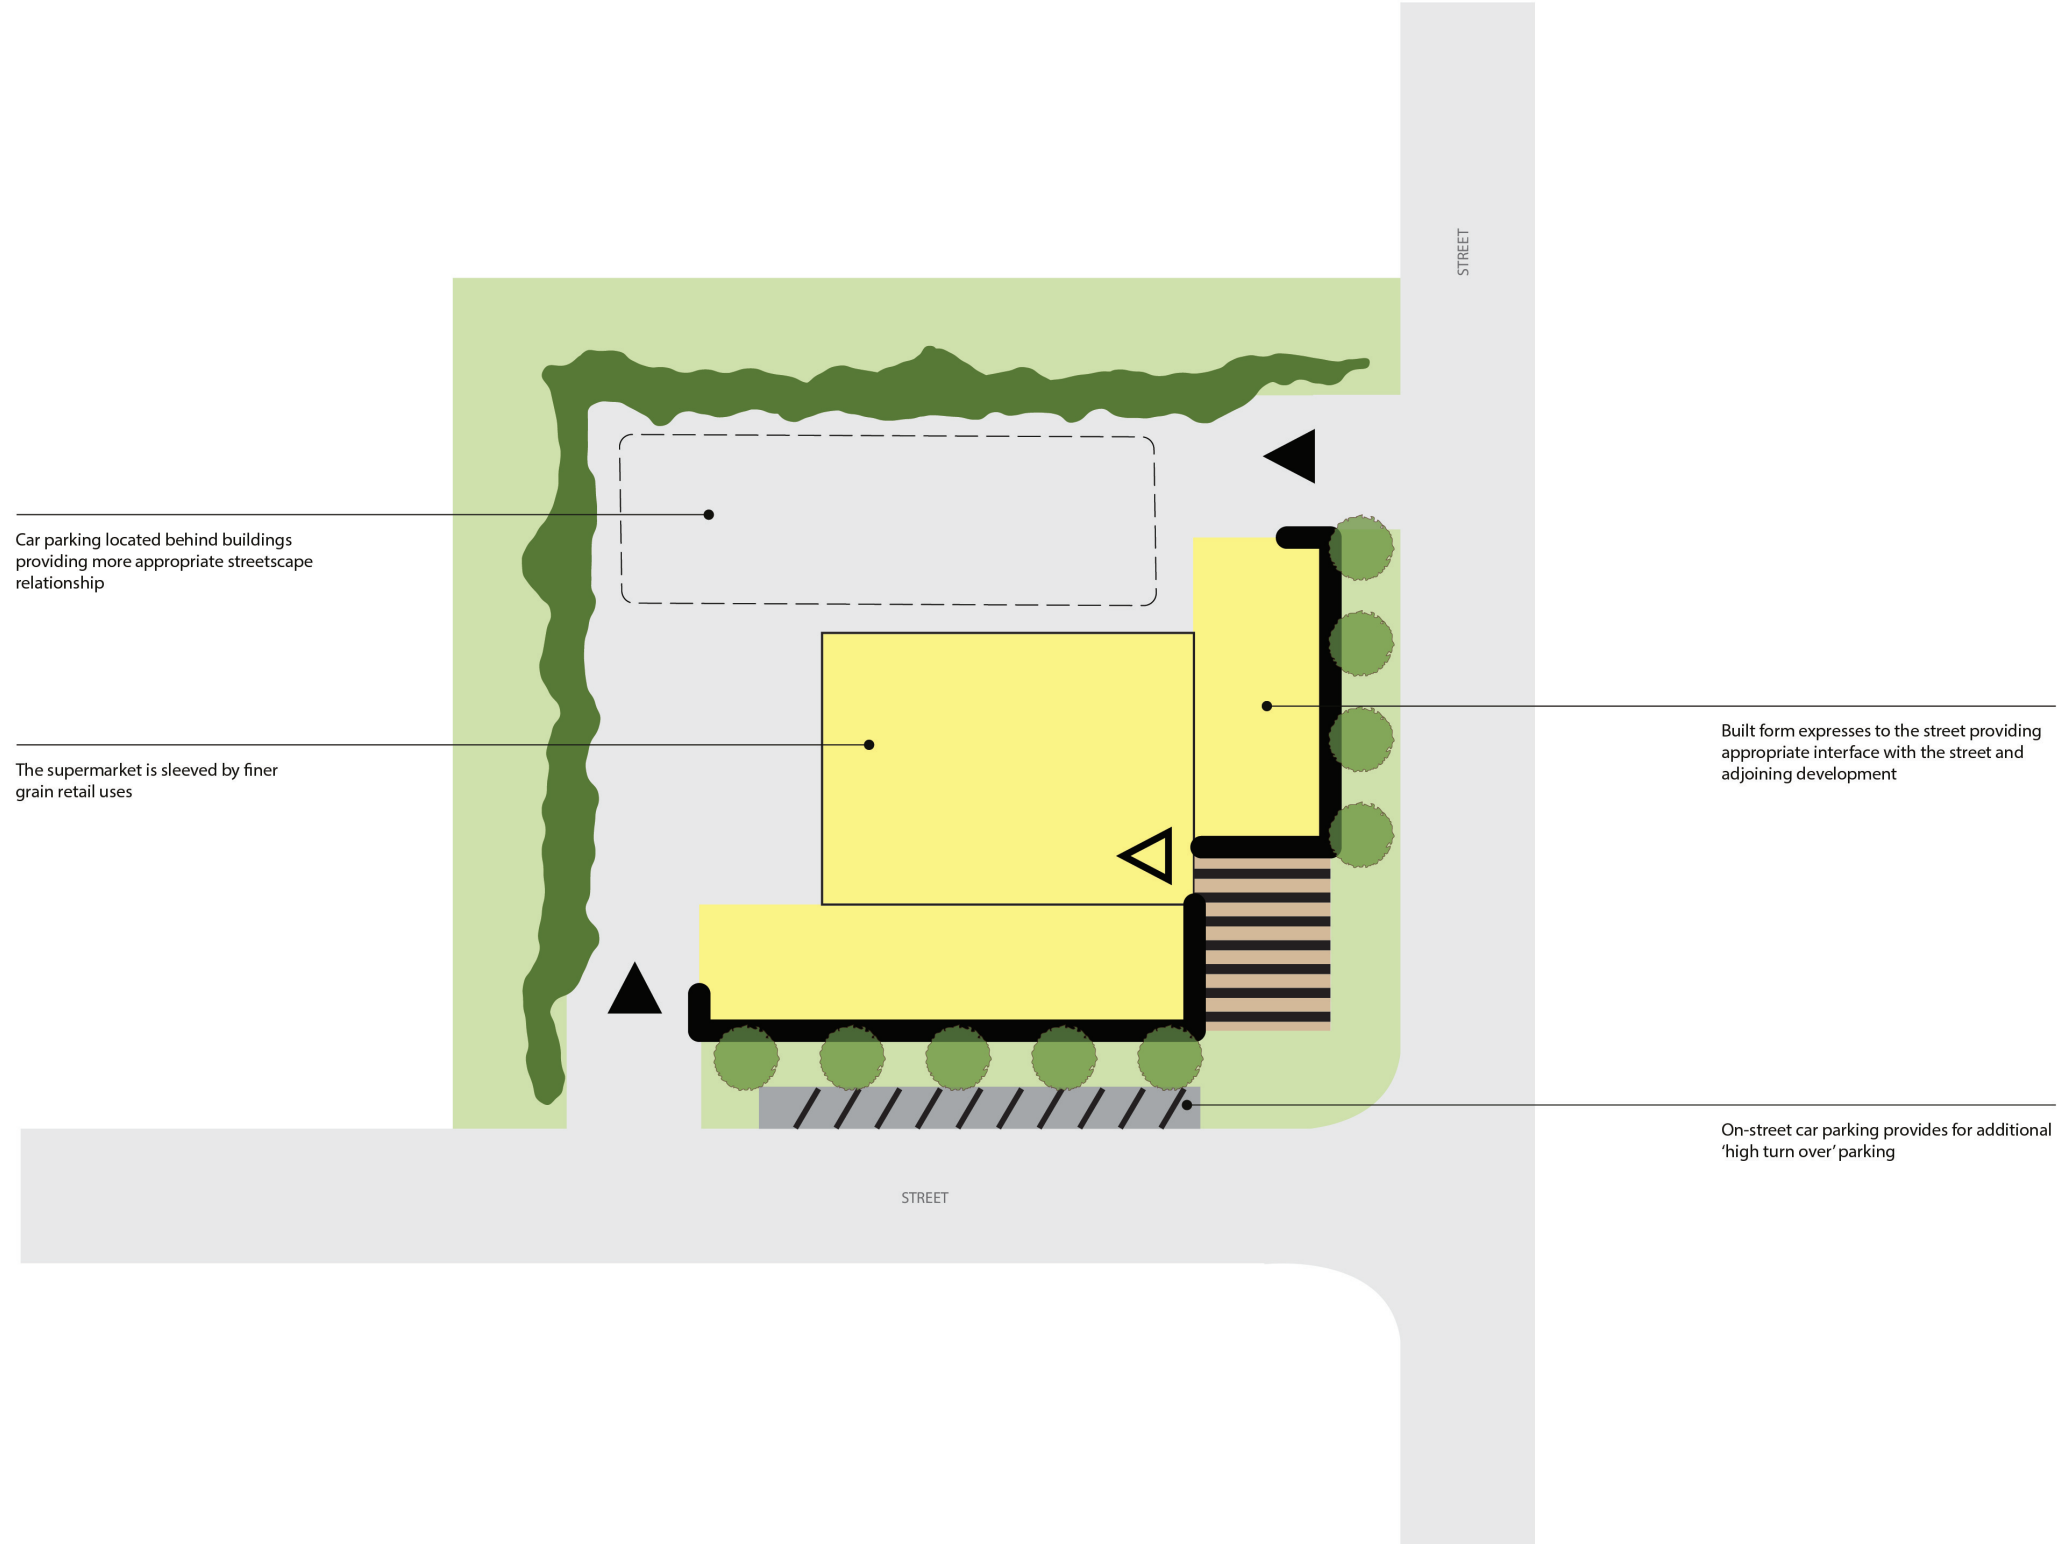 STREET
Car parking located behind buildings
providing more appropriate streetscape
relationship
Built form expresses to the street providing
appropriate interface with the street and
adjoining development
The supermarket is sleeved by finer
grain retail uses
On-street car parking provides for additional
‘high turn over’ parking
STREET